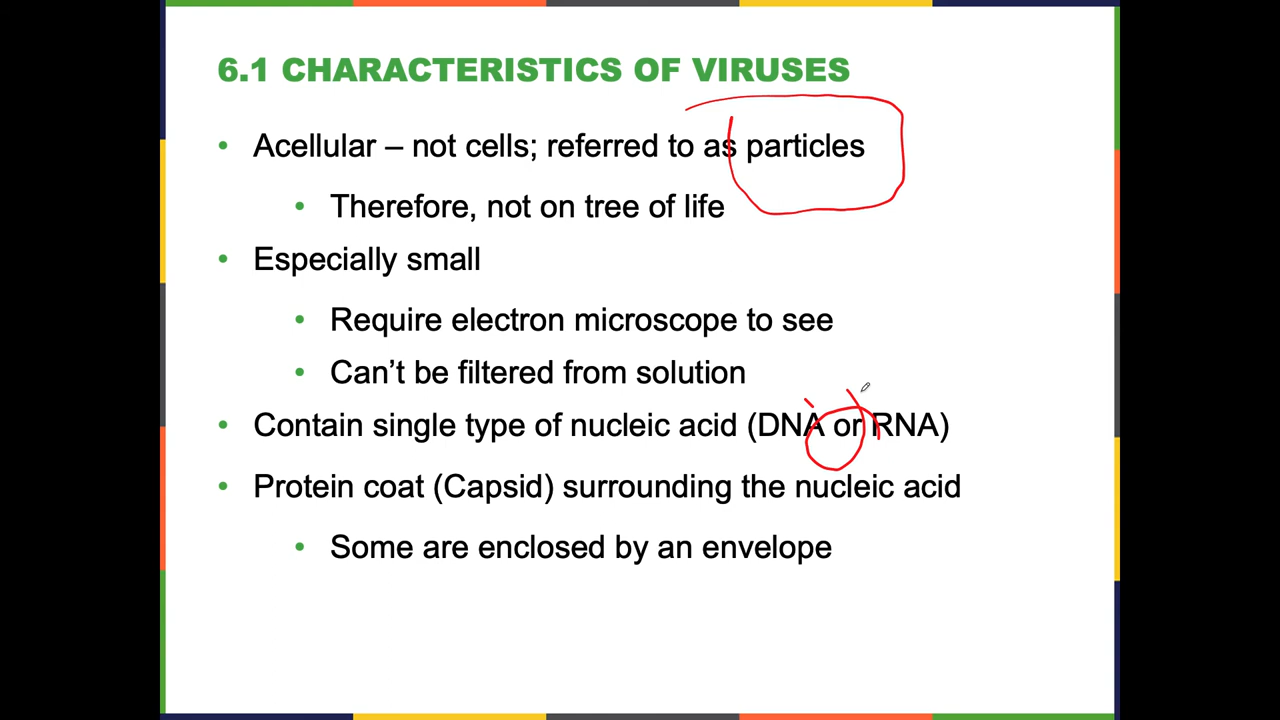 6.1 CHARACTERISTICS OF VIRUSES
• Acellular – not cells; referred to as particles
• Therefore, not on tree of life
• Especially small
• Require electron microscope to see
• Can’t be filtered from solution
• Contain single type of nucleic acid (DNA or RNA)
• Protein coat (Capsid) surrounding the nucleic acid
• Some are enclosed by an envelope